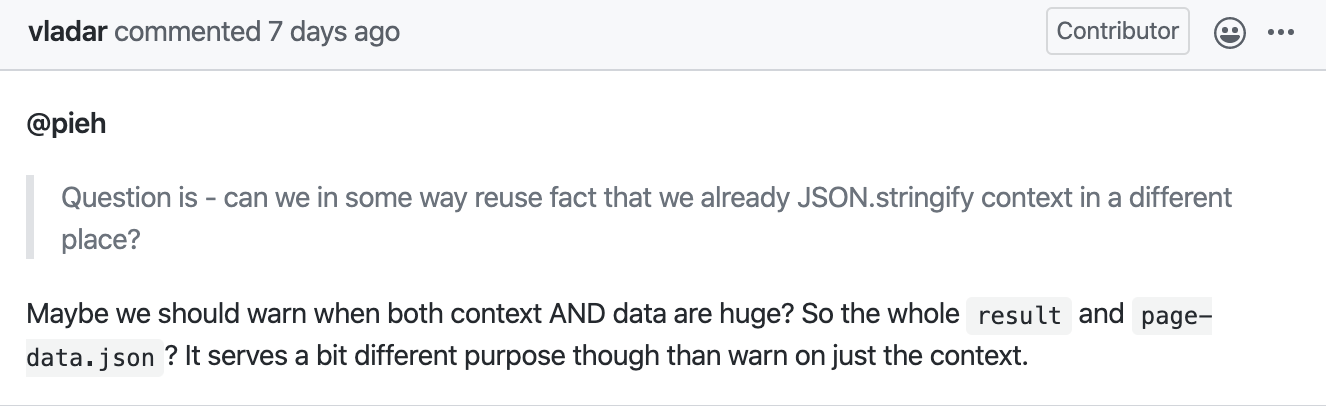 vladar commented 7 days ago Contributor
@pieh
Question is - can we in some way reuse fact that we already JSON.stringify context in a different
place?
Maybe we should warn when both context AND data are huge? So the whole result and page-
data.json ? It serves a bit different purpose though than warn on just the context.